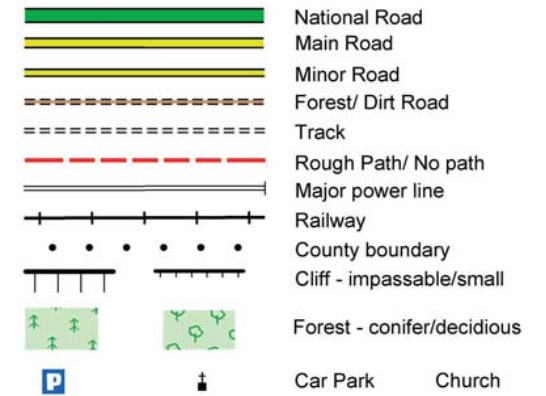 National Road
Main Road
Minor Road
Forest/ Dirt Road
Track
Rough Path/ No path
Major power line
Railway
County boundary
Cliff - impassable/small
Forest - conifer/decidious
P Car Park Church